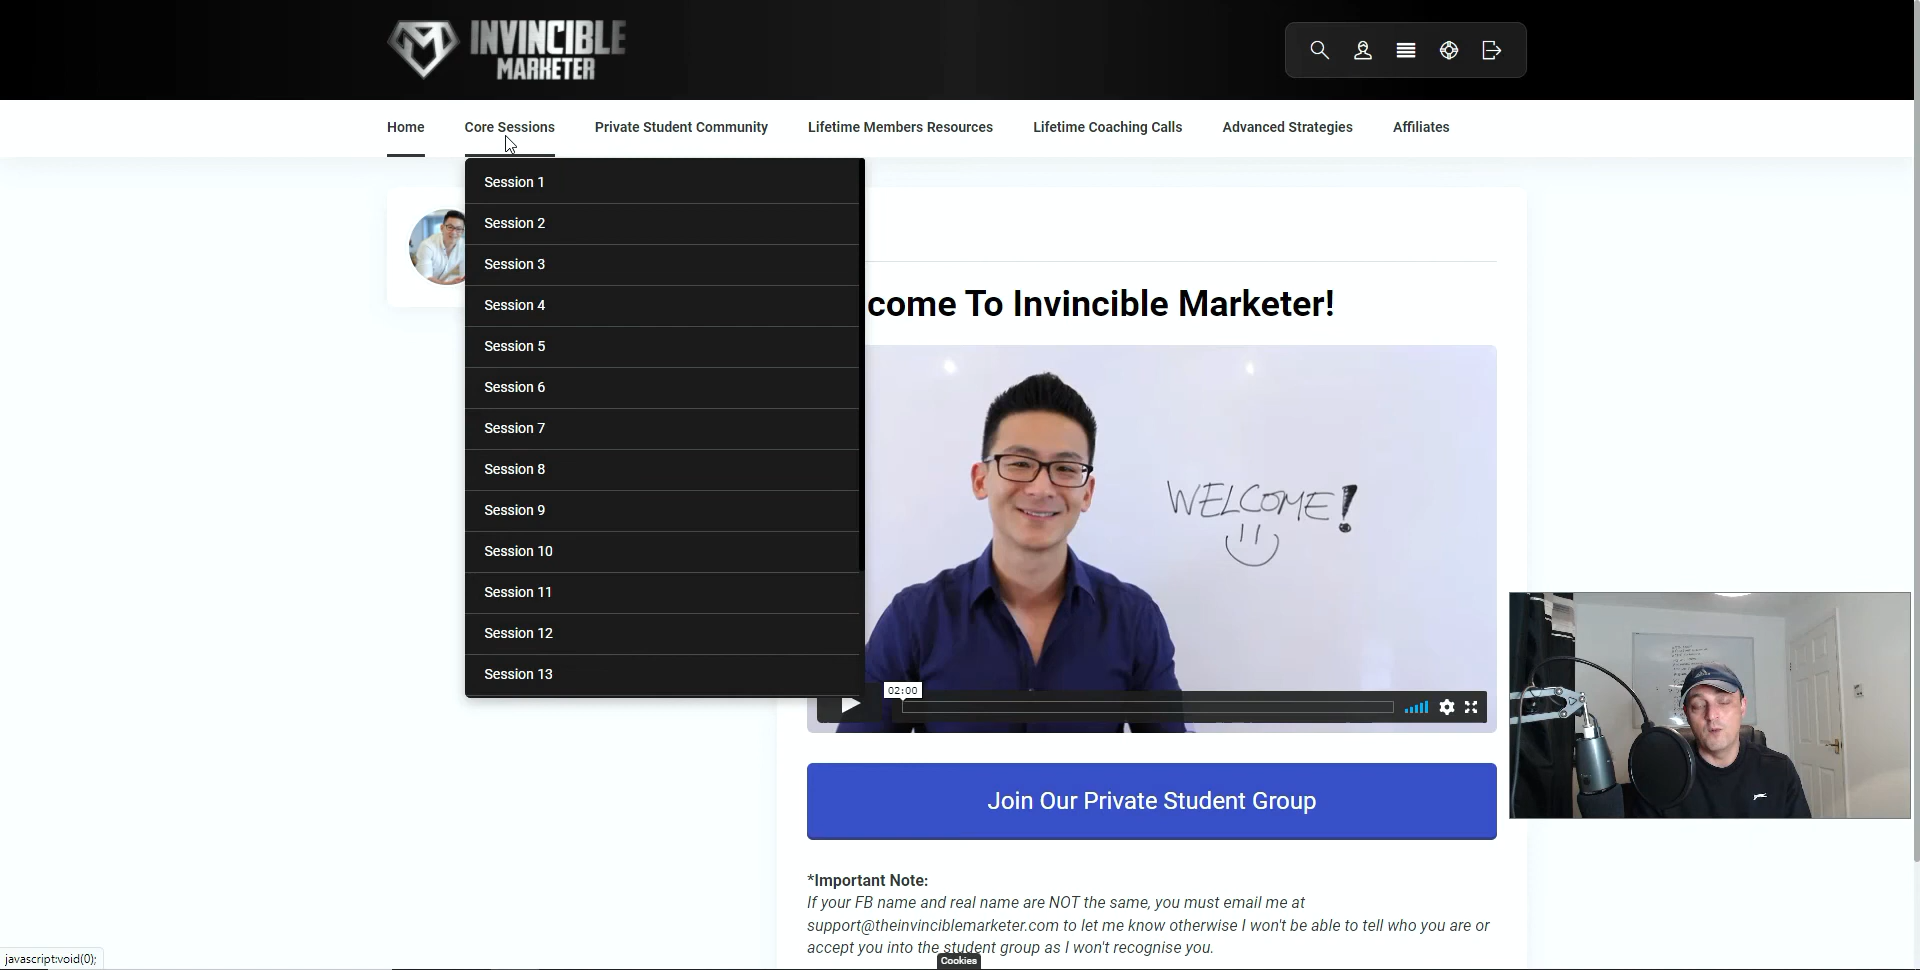 INVINCIBLE
MARKETER
Home
Core Sessions
Private Student Community
Lifetime Members Resources
Lifetime Coaching Calls
Advanced Strategies
Affiliates
Session 1
Session 2
Session 3
Session 4
Session 5
Session 6
Session 7
Session 8
Session 9
Session 10
Session 11
Session 12
Session 13
come To Invincible Marketer!
WELCOME!
02:00
Join Our Private Student Group
*Important Note:
If your FB name and real name are NOT the same, you must email me at
support@theinvinciblemarketer.com to let me know otherwise I won't be able to tell who you are or
accept you into the student group as I won't recognise you.
Cookies
javascript:void(0);